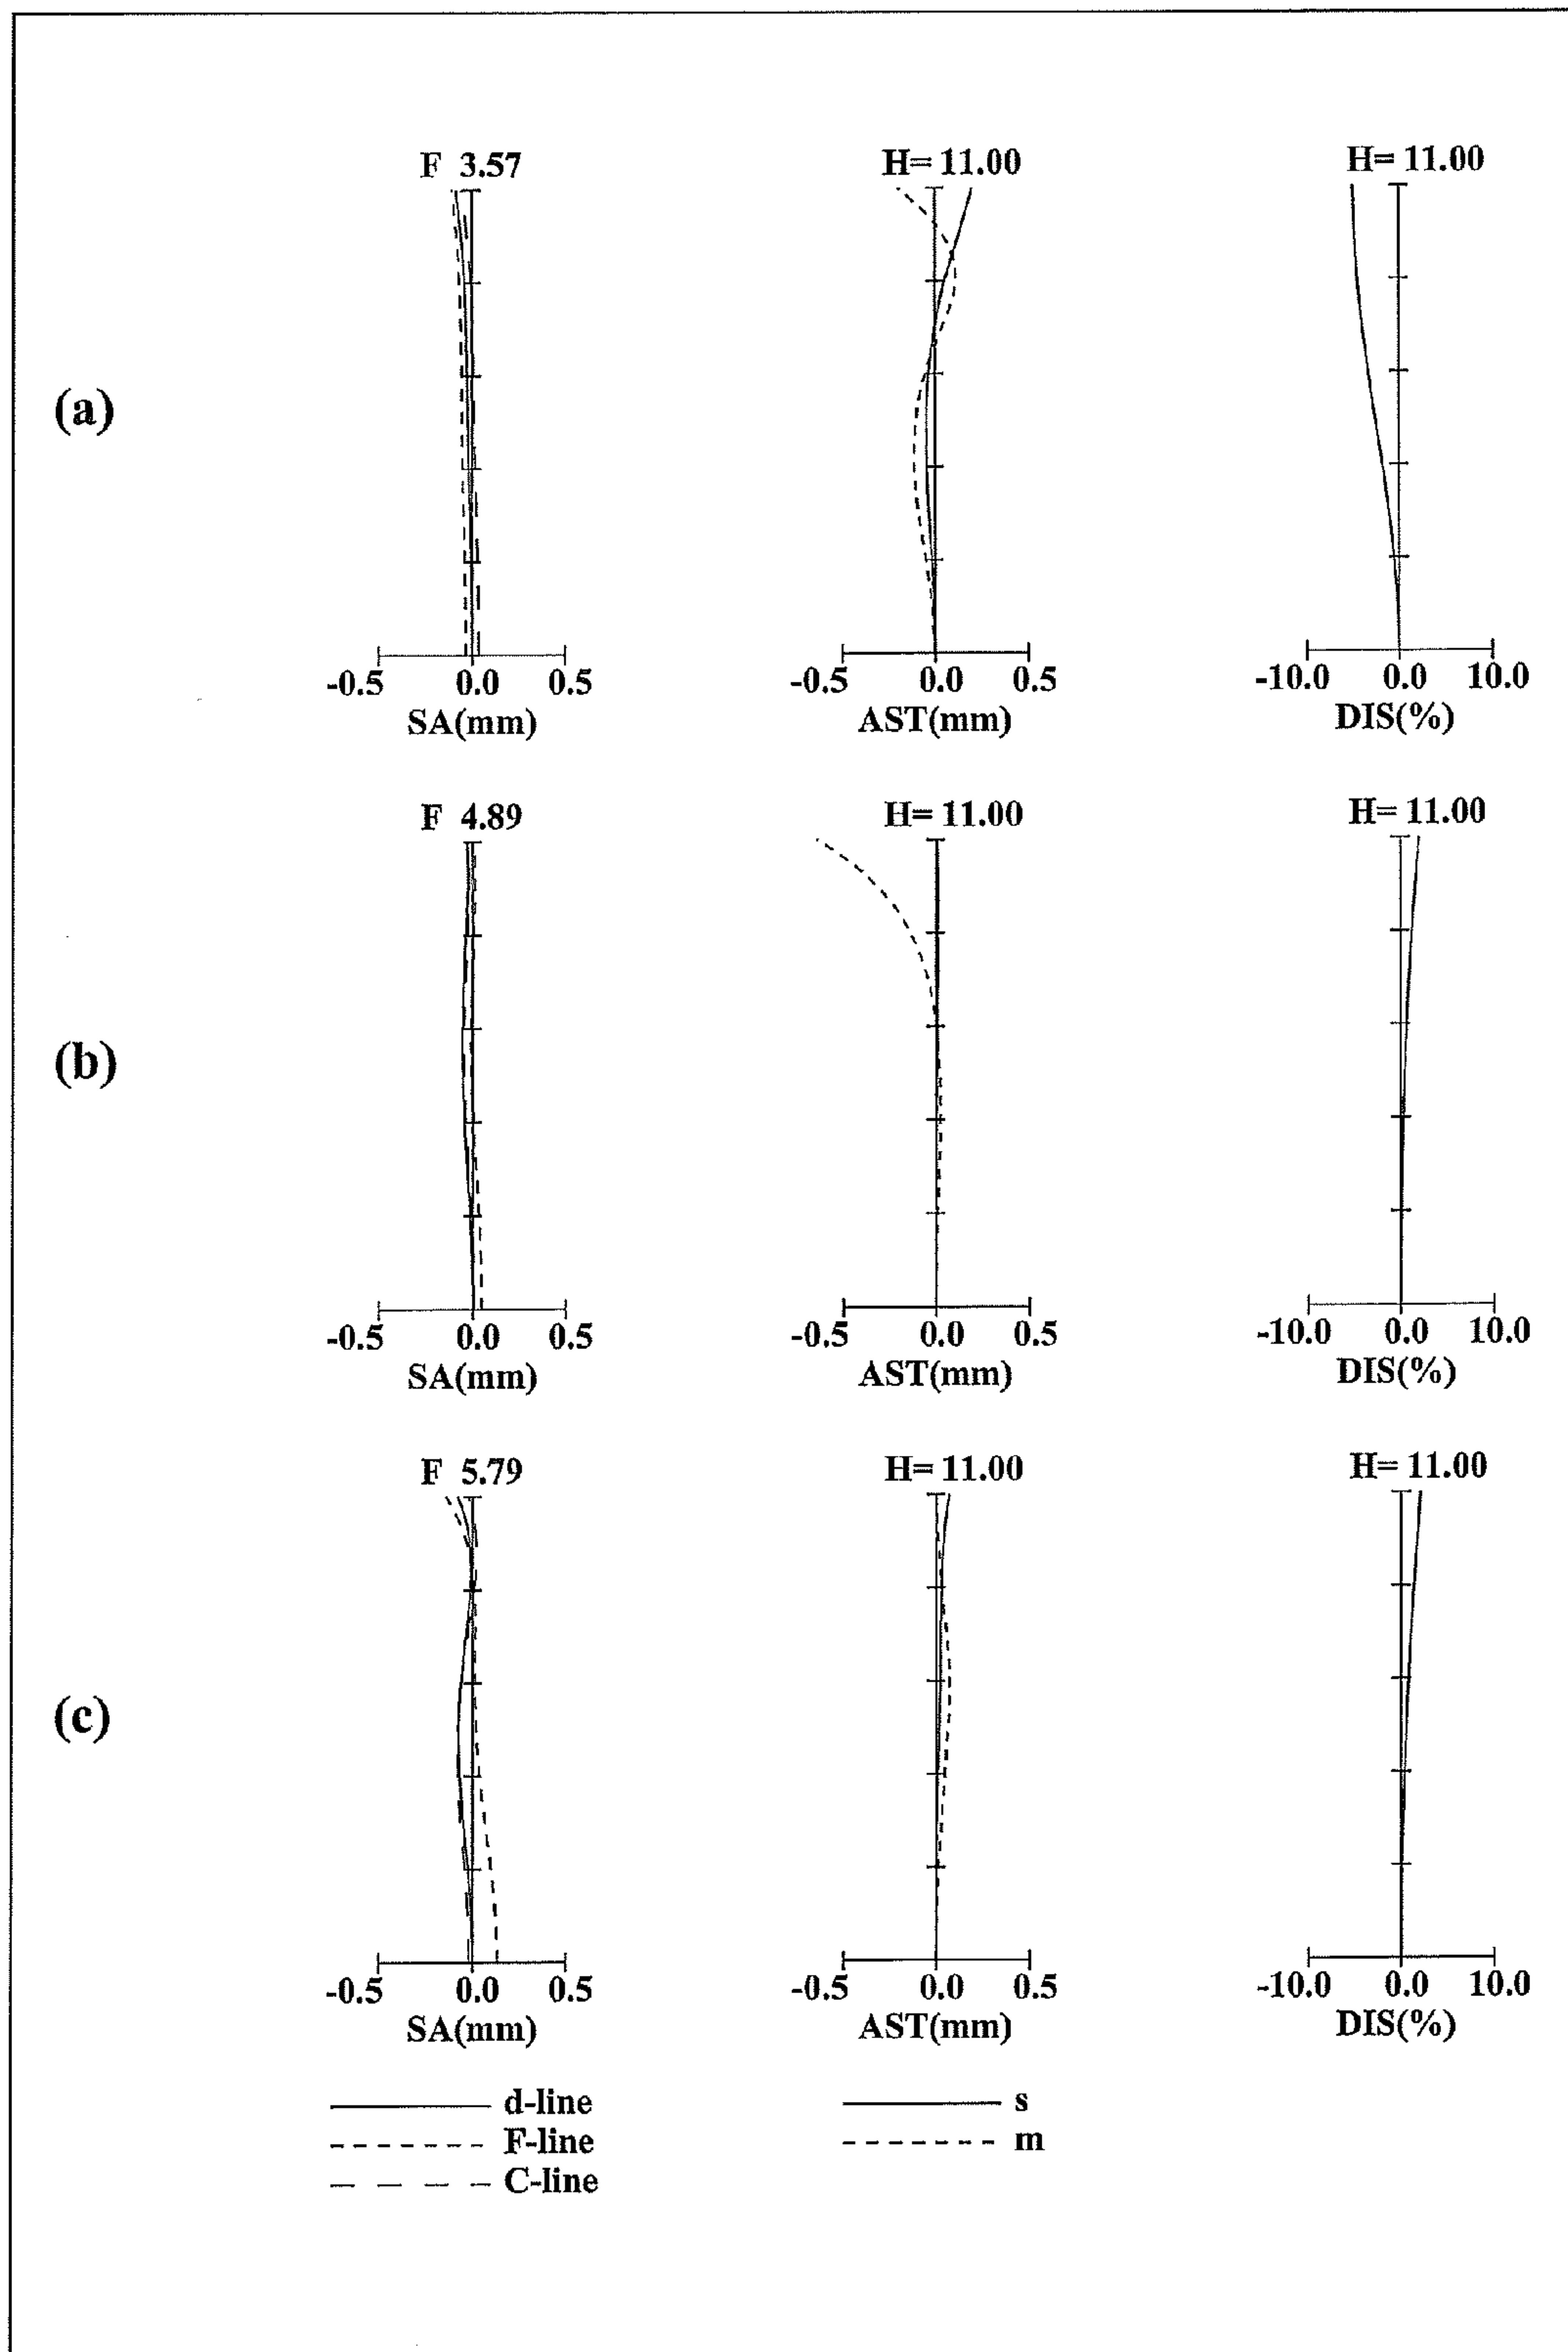 F 3.57 H= 11.00 H= 11.00
(a)
-0.5 0.0 0.5 -0.5 0.0 0.5 -10.0 0.0 10.0
SA(mm) AST(mm) DIS(%)
F 4.89 H= 11.00 H= 11.00
(b)
-0.5 0.0 0.5 -0.5 0.0 0.5 -10.0 0.0 10.0
SA(mm) AST(mm) DIS(%)
F 5.79 H= 11.00 H= 11.00
(c)
-0.5 0.0 0.5 -0.5 0.0 0.5 -10.0 0.0 10.0
SA(mm) AST(mm) DIS(%)
d-line s
F-line m
C-line